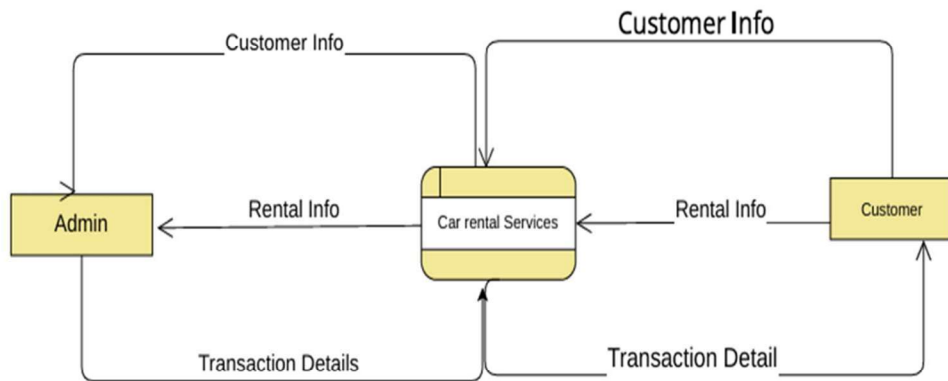 Customer Info
Customer Info
Admin
Rental Info
Car rental Services
Rental Info
Customer
Transaction Details
Transaction Detail